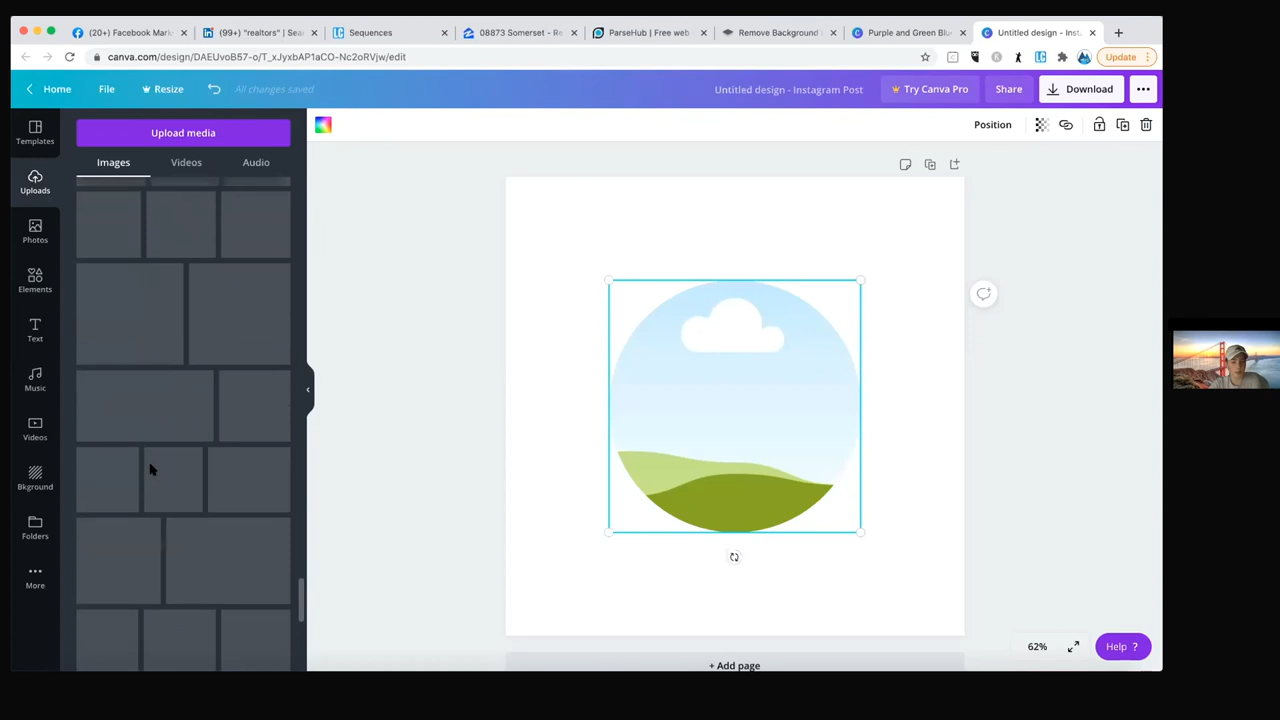 (20+) Facebook Mark
(99+) "realtors" | Sear
Sequences
08873 Somerset - Re
ParseHub | Free web
Remove Background
Purple and Green Blu
Untitled design - Inst
canva.com/design/DAEUvoB57-o/T_xJyxbAP1aCO-Nc2oRVjw/edit
Update
Home
File
Resize
All changes saved
Untitled design - Instagram Post
Try Canva Pro
Share
Download
Templates
Uploads
Photos
Elements
Text
Music
Videos
Bkground
Folders
More
Upload media
Images
Videos
Audio
Position
+ Add page
62%
Help ?